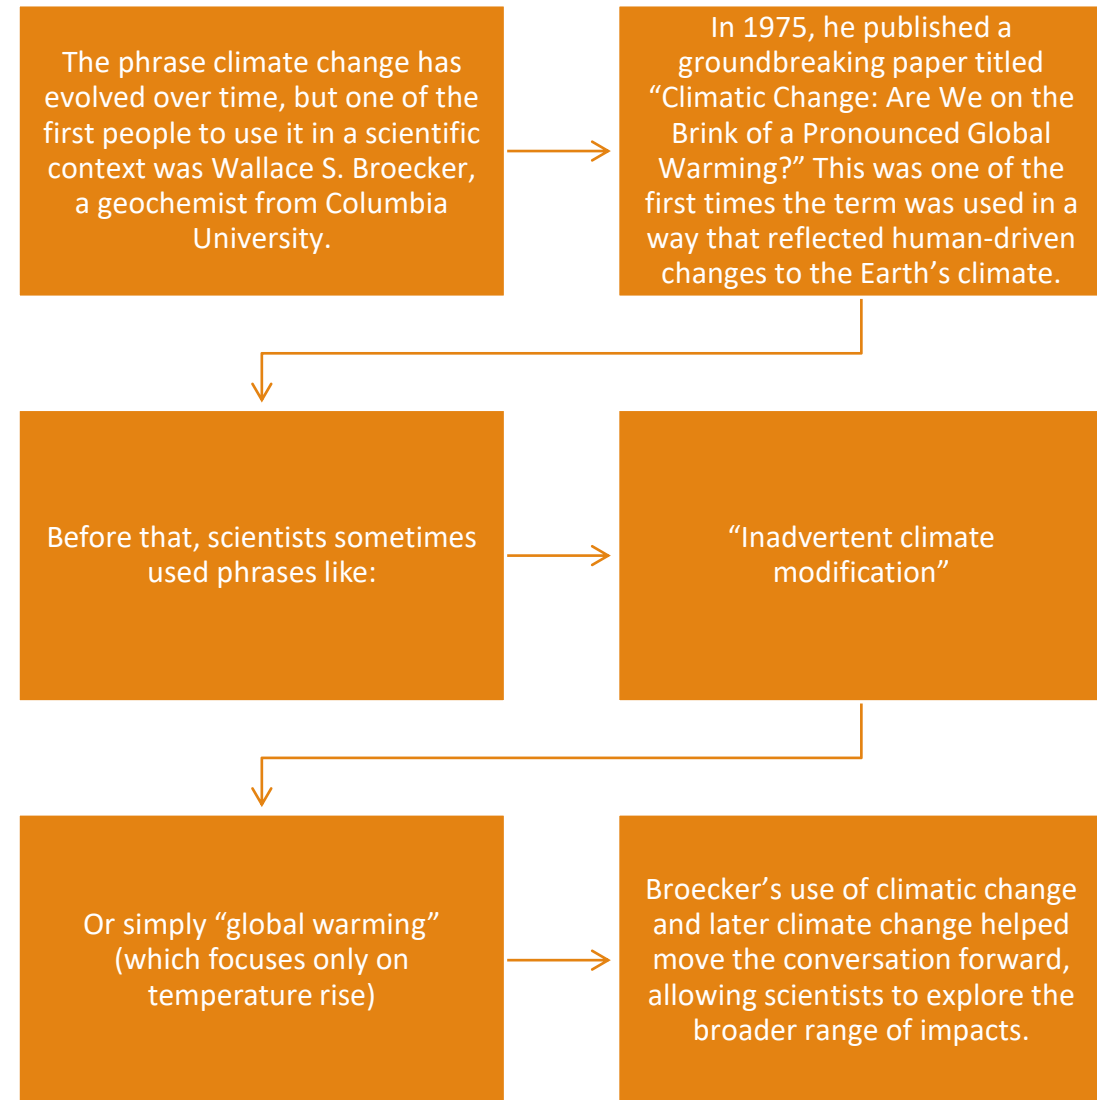 The phrase climate change has
evolved over time, but one of the
first people to use it in a scientific
context was Wallace S. Broecker,
a geochemist from Columbia
University.
In 1975, he published a
groundbreaking paper titled
“Climatic Change: Are We on the
Brink of a Pronounced Global
Warming?” This was one of the
first times the term was used in a
way that reflected human-driven
changes to the Earth’s climate.
Before that, scientists sometimes
used phrases like:
“Inadvertent climate
modification”
Or simply “global warming”
(which focuses only on
temperature rise)
Broecker’s use of climatic change
and later climate change helped
move the conversation forward,
allowing scientists to explore the
broader range of impacts.